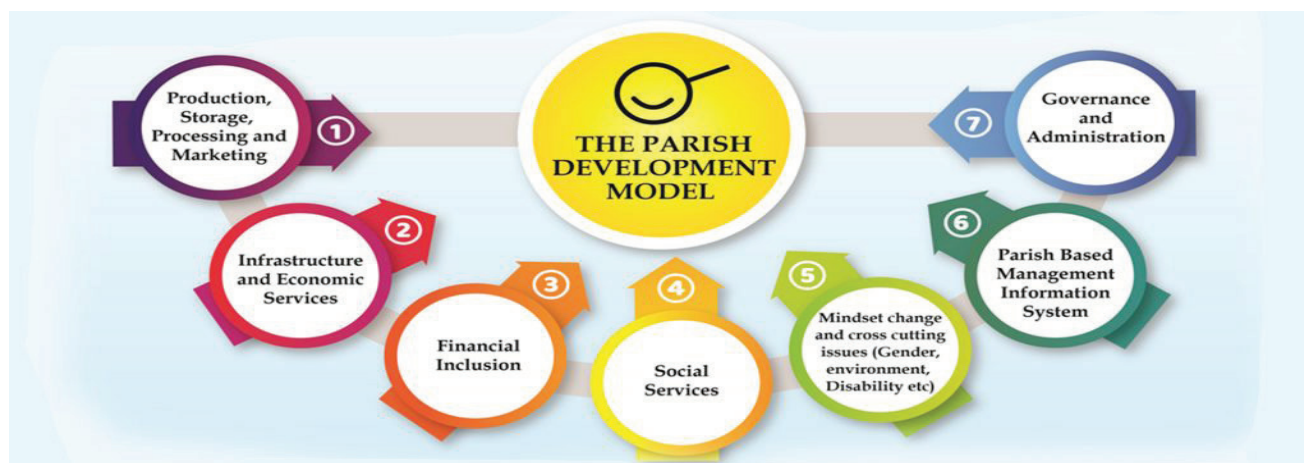 THE PARISH
DEVELOPMENT
MODEL
1
Production,
Storage,
Processing and
Marketing
2
Infrastructure
and Economic
Services
3
Financial
Inclusion
4
Social
Services
5
Mindset change
and cross cutting
issues (Gender,
environment,
Disability etc)
6
Parish Based
Management
Information
System
7
Governance
and
Administration